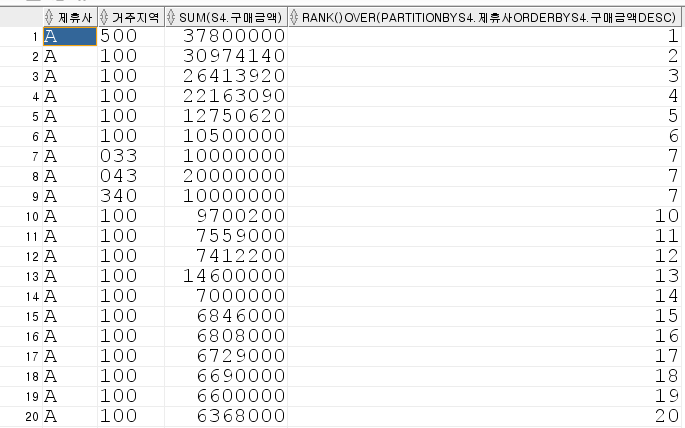 제휴사 거주지역 SUM(S4.구매금액) RANK()OVER(PARTITIONBYS4.제휴사ORDERBYS4.구매금액DESC)
1 A 500 37800000 1
2 A 100 30974140 2
3 A 100 26413920 3
4 A 100 22163090 4
5 A 100 12750620 5
6 A 100 10500000 6
7 A 033 10000000 7
8 A 043 20000000 7
9 A 340 10000000 7
10 A 100 9700200 10
11 A 100 7559000 11
12 A 100 7412200 12
13 A 100 14600000 13
14 A 100 7000000 14
15 A 100 6846000 15
16 A 100 6808000 16
17 A 100 6729000 17
18 A 100 6690000 18
19 A 100 6600000 19
20 A 100 6368000 20